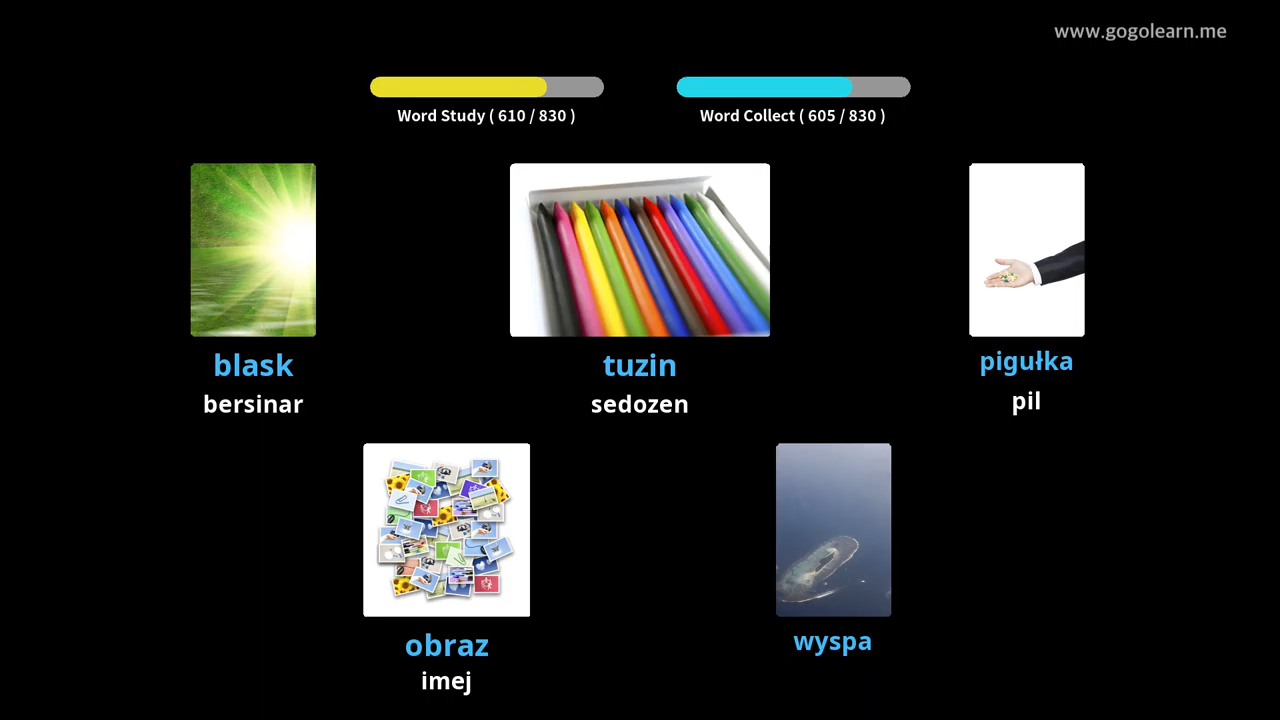 www.gogolearn.me
Word Study ( 610 / 830 )
Word Collect ( 605 / 830 )
blask
bersinar
tuzin
sedozen
pigułka
pil
obraz
imej
wyspa